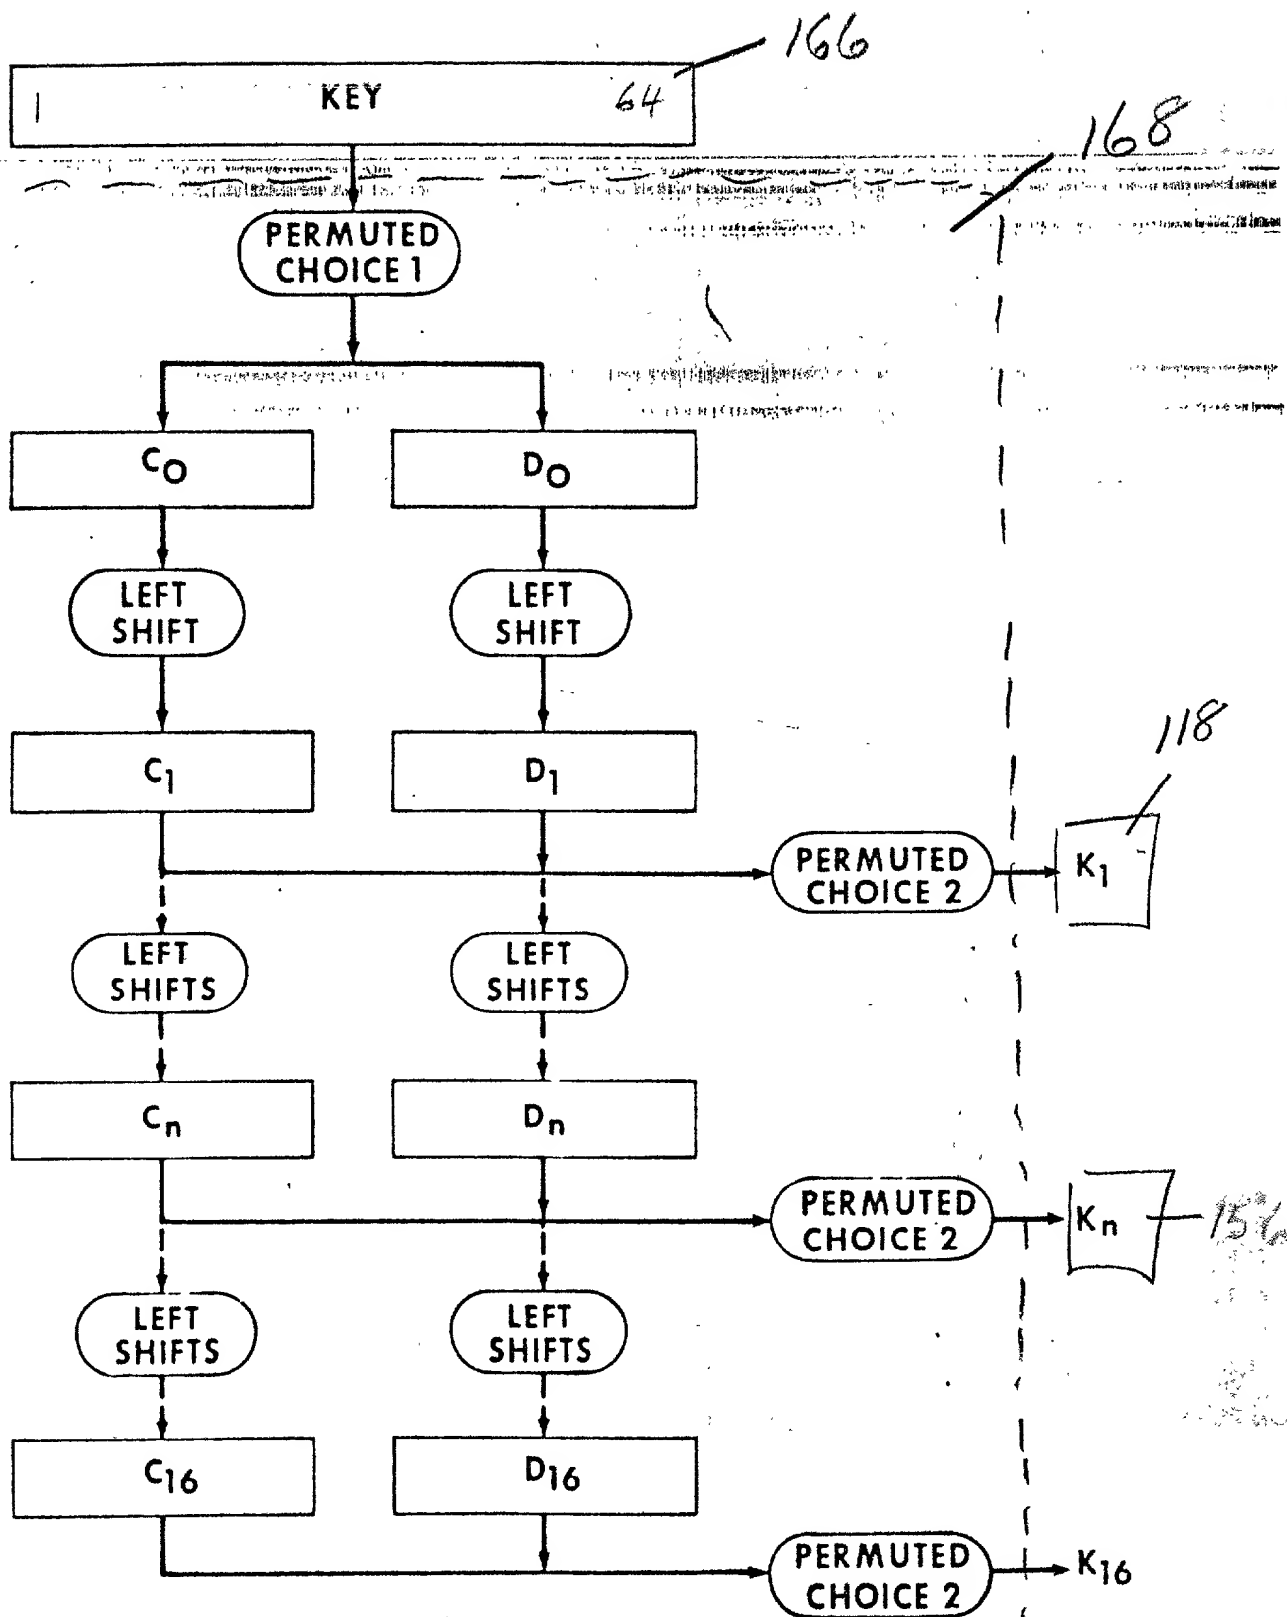 166
1 KEY 64
168
PERMUTED
CHOICE 1
C0 D0
LEFT LEFT
SHIFT SHIFT
118
C1 D1
PERMUTED
CHOICE 2
K1
LEFT LEFT
SHIFTS SHIFTS
Cn Dn
PERMUTED
CHOICE 2
Kn
LEFT LEFT
SHIFTS SHIFTS
C16 D16
PERMUTED
CHOICE 2
K16